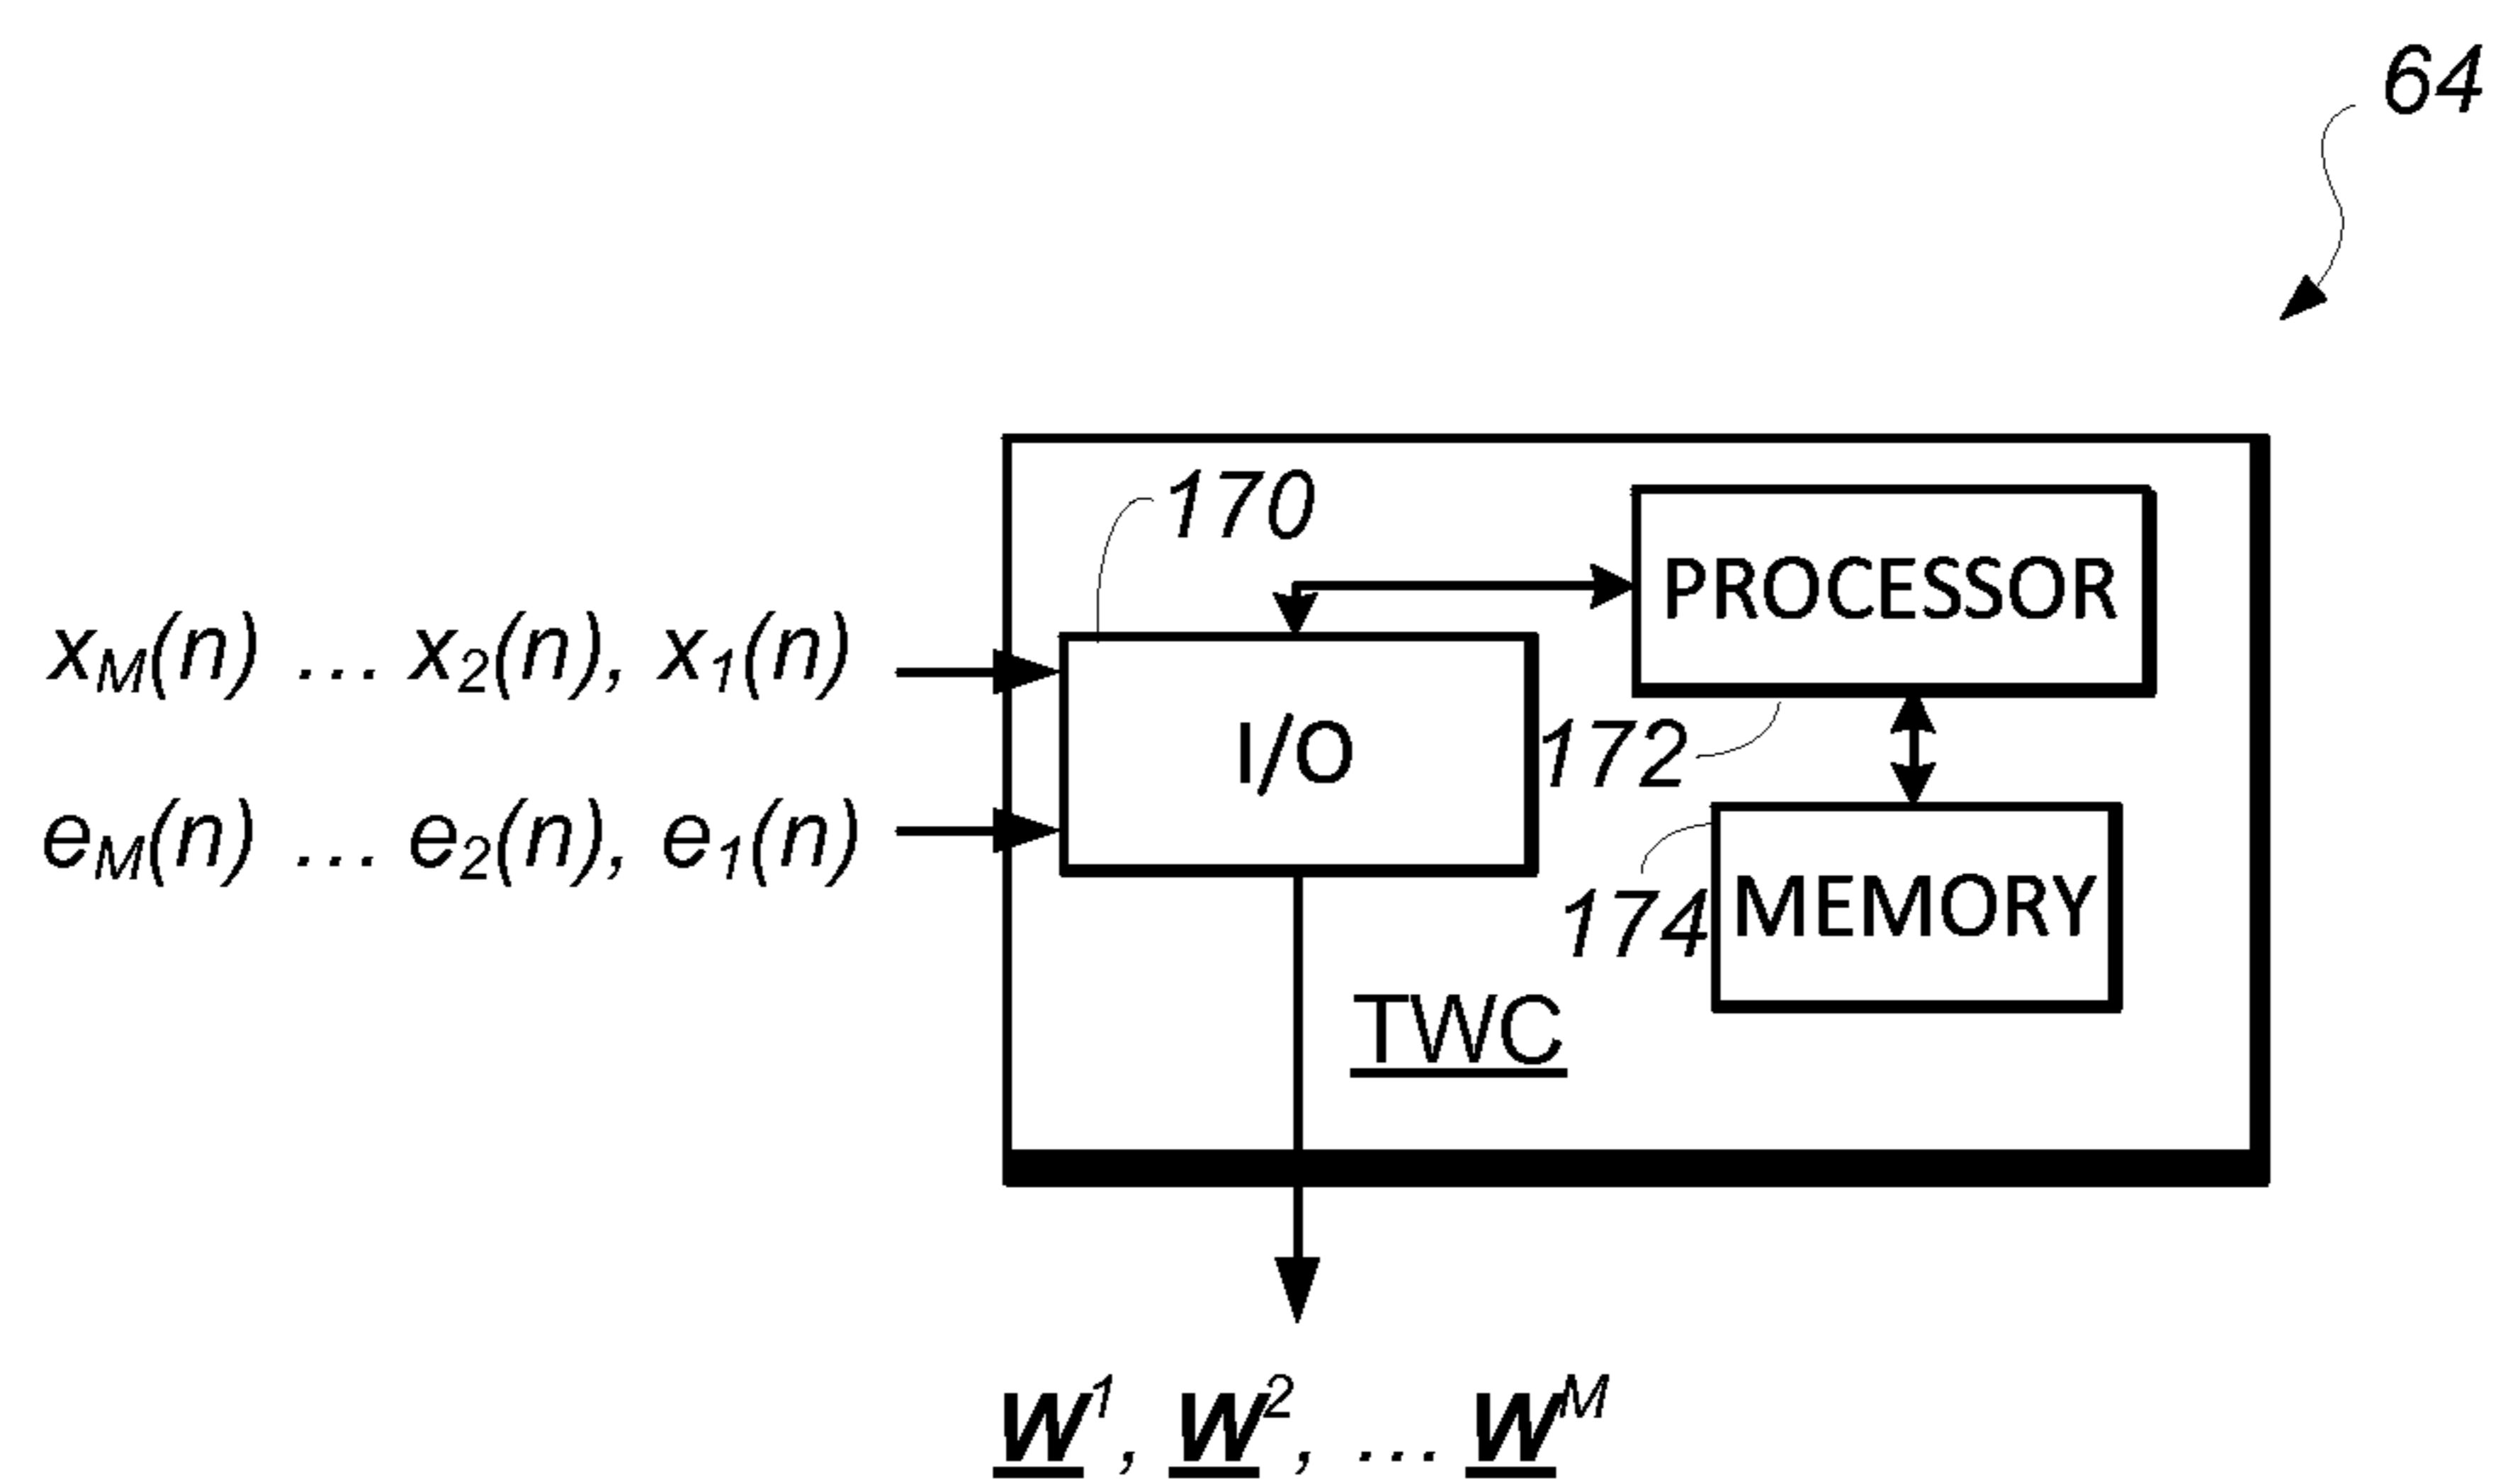 64
170
PROCESSOR
x_M(n) ... x_2(n), x_1(n)
I/O
172
e_M(n) ... e_2(n), e_1(n)
174
MEMORY
TWC
w^1, w^2, ... w^M